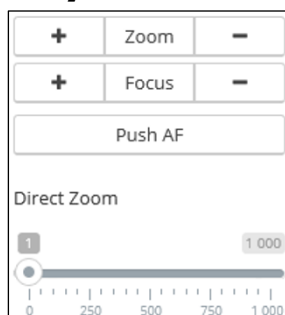 + Zoom −
+ Focus −
Push AF
Direct Zoom
1 1 000
0 250 500 750 1 000